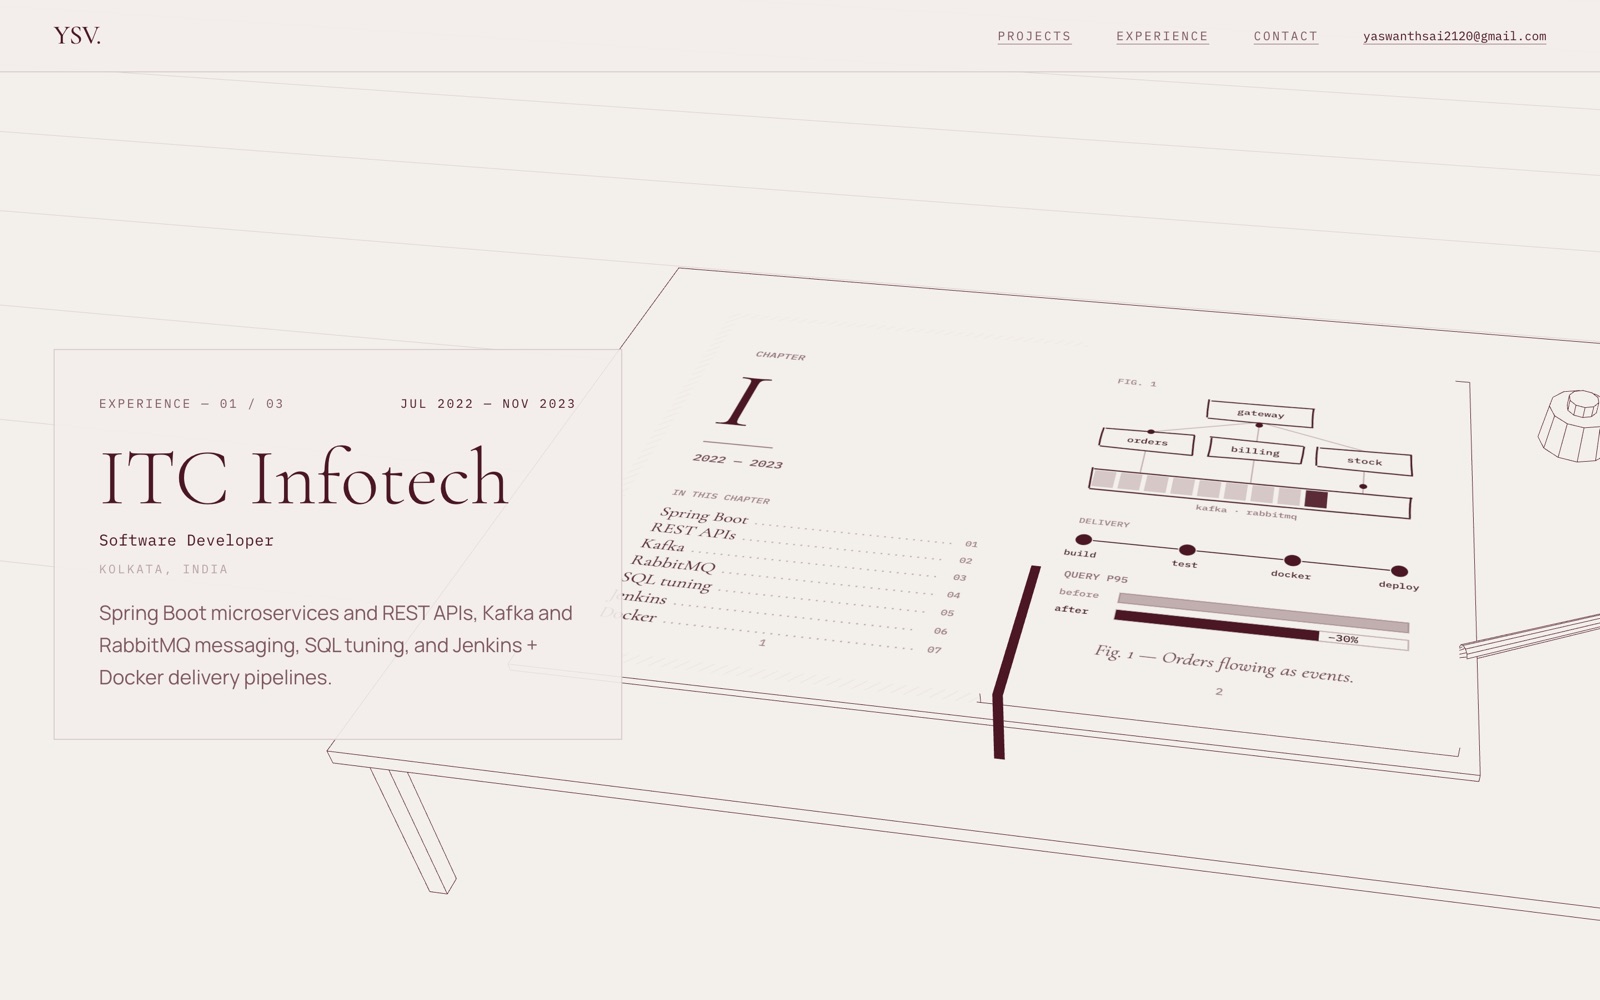 YSV.
PROJECTS
EXPERIENCE
CONTACT
yaswanthsai2120@gmail.com
EXPERIENCE — 01 / 03
JUL 2022 — NOV 2023
ITC Infotech
Software Developer
KOLKATA, INDIA
Spring Boot microservices and REST APIs, Kafka and
RabbitMQ messaging, SQL tuning, and Jenkins +
Docker delivery pipelines.
CHAPTER
I
2022 — 2023
IN THIS CHAPTER
Spring Boot 01
REST APIs 02
Kafka 03
RabbitMQ 04
SQL tuning 05
Jenkins 06
Docker 07
1
FIG. 1
gateway
orders
billing
stock
kafka · rabbitmq
DELIVERY
build
test
docker
deploy
QUERY P95
before
after
−30%
Fig. 1 — Orders flowing as events.
2